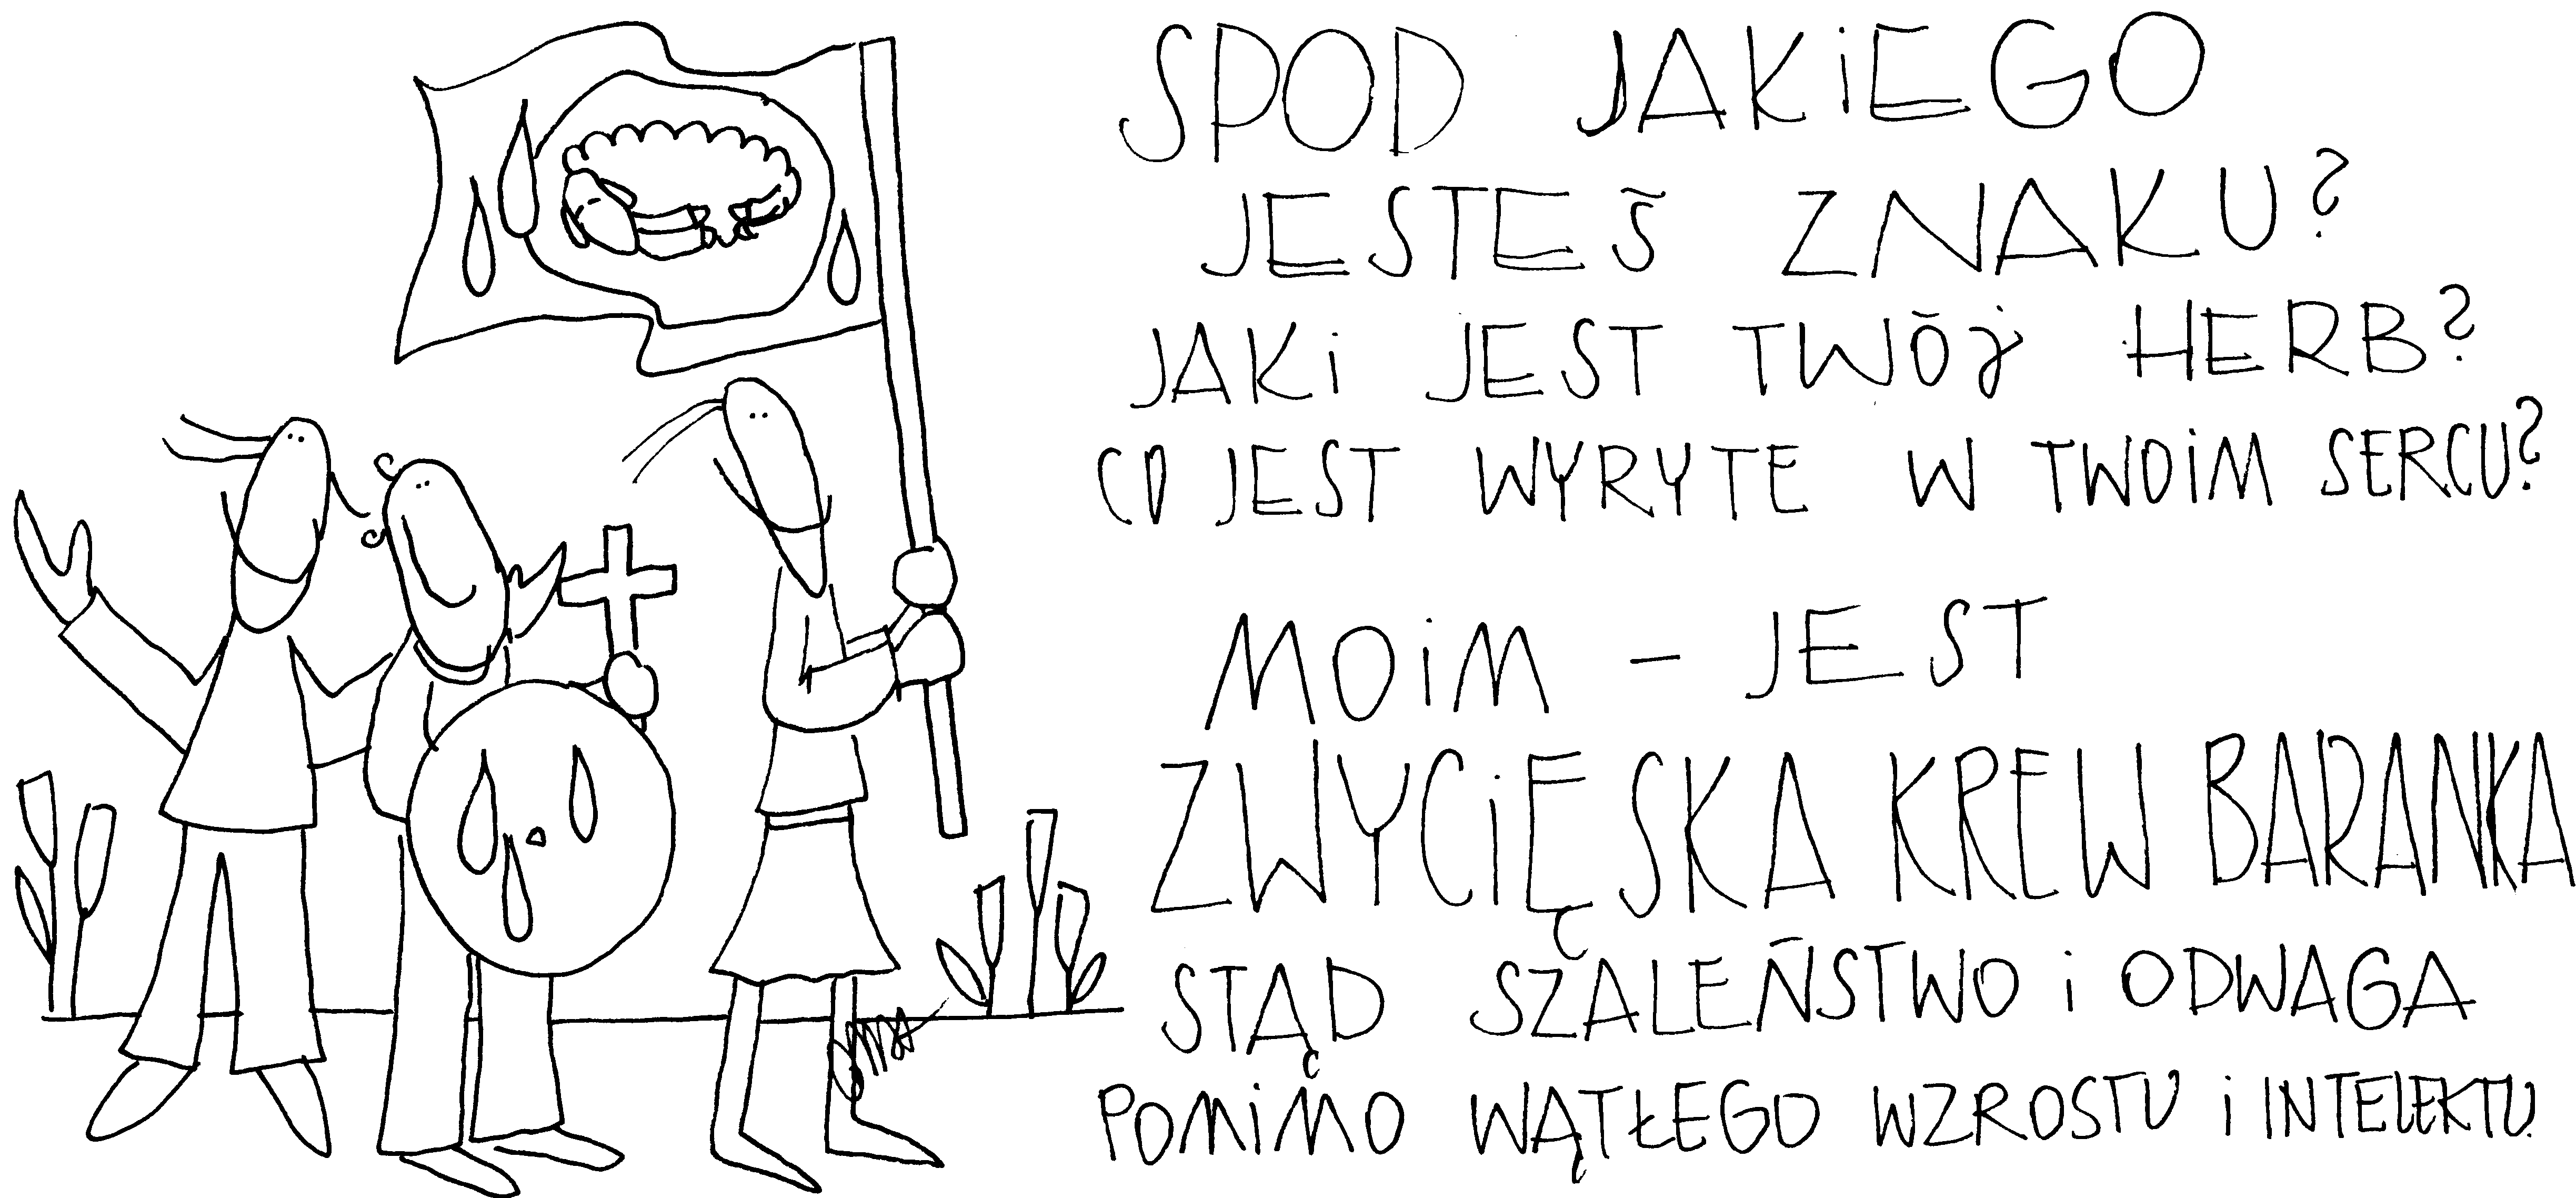 SPOD JAKIEGO
JESTEŚ ZNAKU?
JAKI JEST TWÓJ HERB?
CO JEST WYRYTE W TWOIM SERCU?
MOIM – JEST
ZWYCIĘSKA KREW BARANKA
STĄD SZALEŃSTWO i ODWAGA
POMIMO WĄTŁEGO WZROSTU i INTELEKTU.